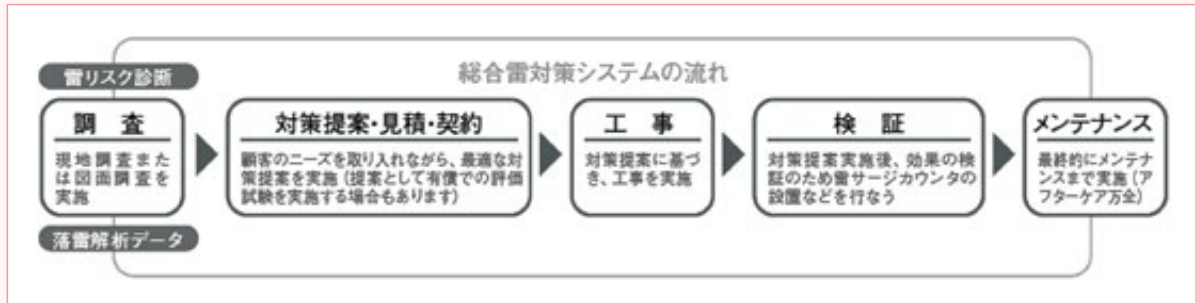 総合雷対策システムの流れ
雷リスク診断
調 査
現地調査また
は図面調査を
実施
落雷解析データ
対策提案・見積・契約
顧客のニーズを取り入れながら、最適な対
策提案を実施(提案として有償での評価
試験を実施する場合もあります)
工 事
対策提案に基づ
き、工事を実施
検 証
対策提案実施後、効果の検
証のため雷サージカウンタの
設置などを行なう
メンテナンス
最終的にメンテナ
ンスまで実施(ア
フターケア万全)